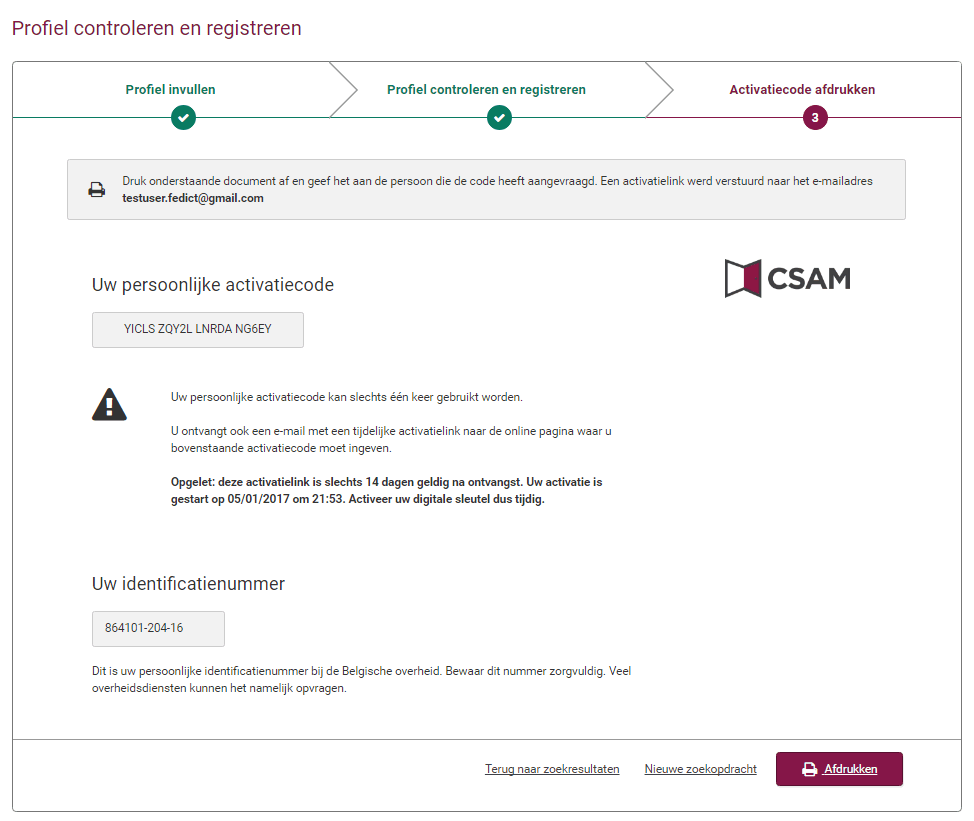 Profiel controleren en registreren
Profiel invullen
Profiel controleren en registreren
Activatiecode afdrukken
3
Druk onderstaande document af en geef het aan de persoon die de code heeft aangevraagd. Een activatielink werd verstuurd naar het e-mailadres
testuser.fedict@gmail.com
CSAM
Uw persoonlijke activatiecode
YICLS ZQY2L LNRDA NG6EY
Uw persoonlijke activatiecode kan slechts één keer gebruikt worden.
U ontvangt ook een e-mail met een tijdelijke activatielink naar de online pagina waar u
bovenstaande activatiecode moet ingeven.
Opgelet: deze activatielink is slechts 14 dagen geldig na ontvangst. Uw activatie is
gestart op 05/01/2017 om 21:53. Activeer uw digitale sleutel dus tijdig.
Uw identificatienummer
864101-204-16
Dit is uw persoonlijke identificatienummer bij de Belgische overheid. Bewaar dit nummer zorgvuldig. Veel
overheidsdiensten kunnen het namelijk opvragen.
Terug naar zoekresultaten
Nieuwe zoekopdracht
Afdrukken